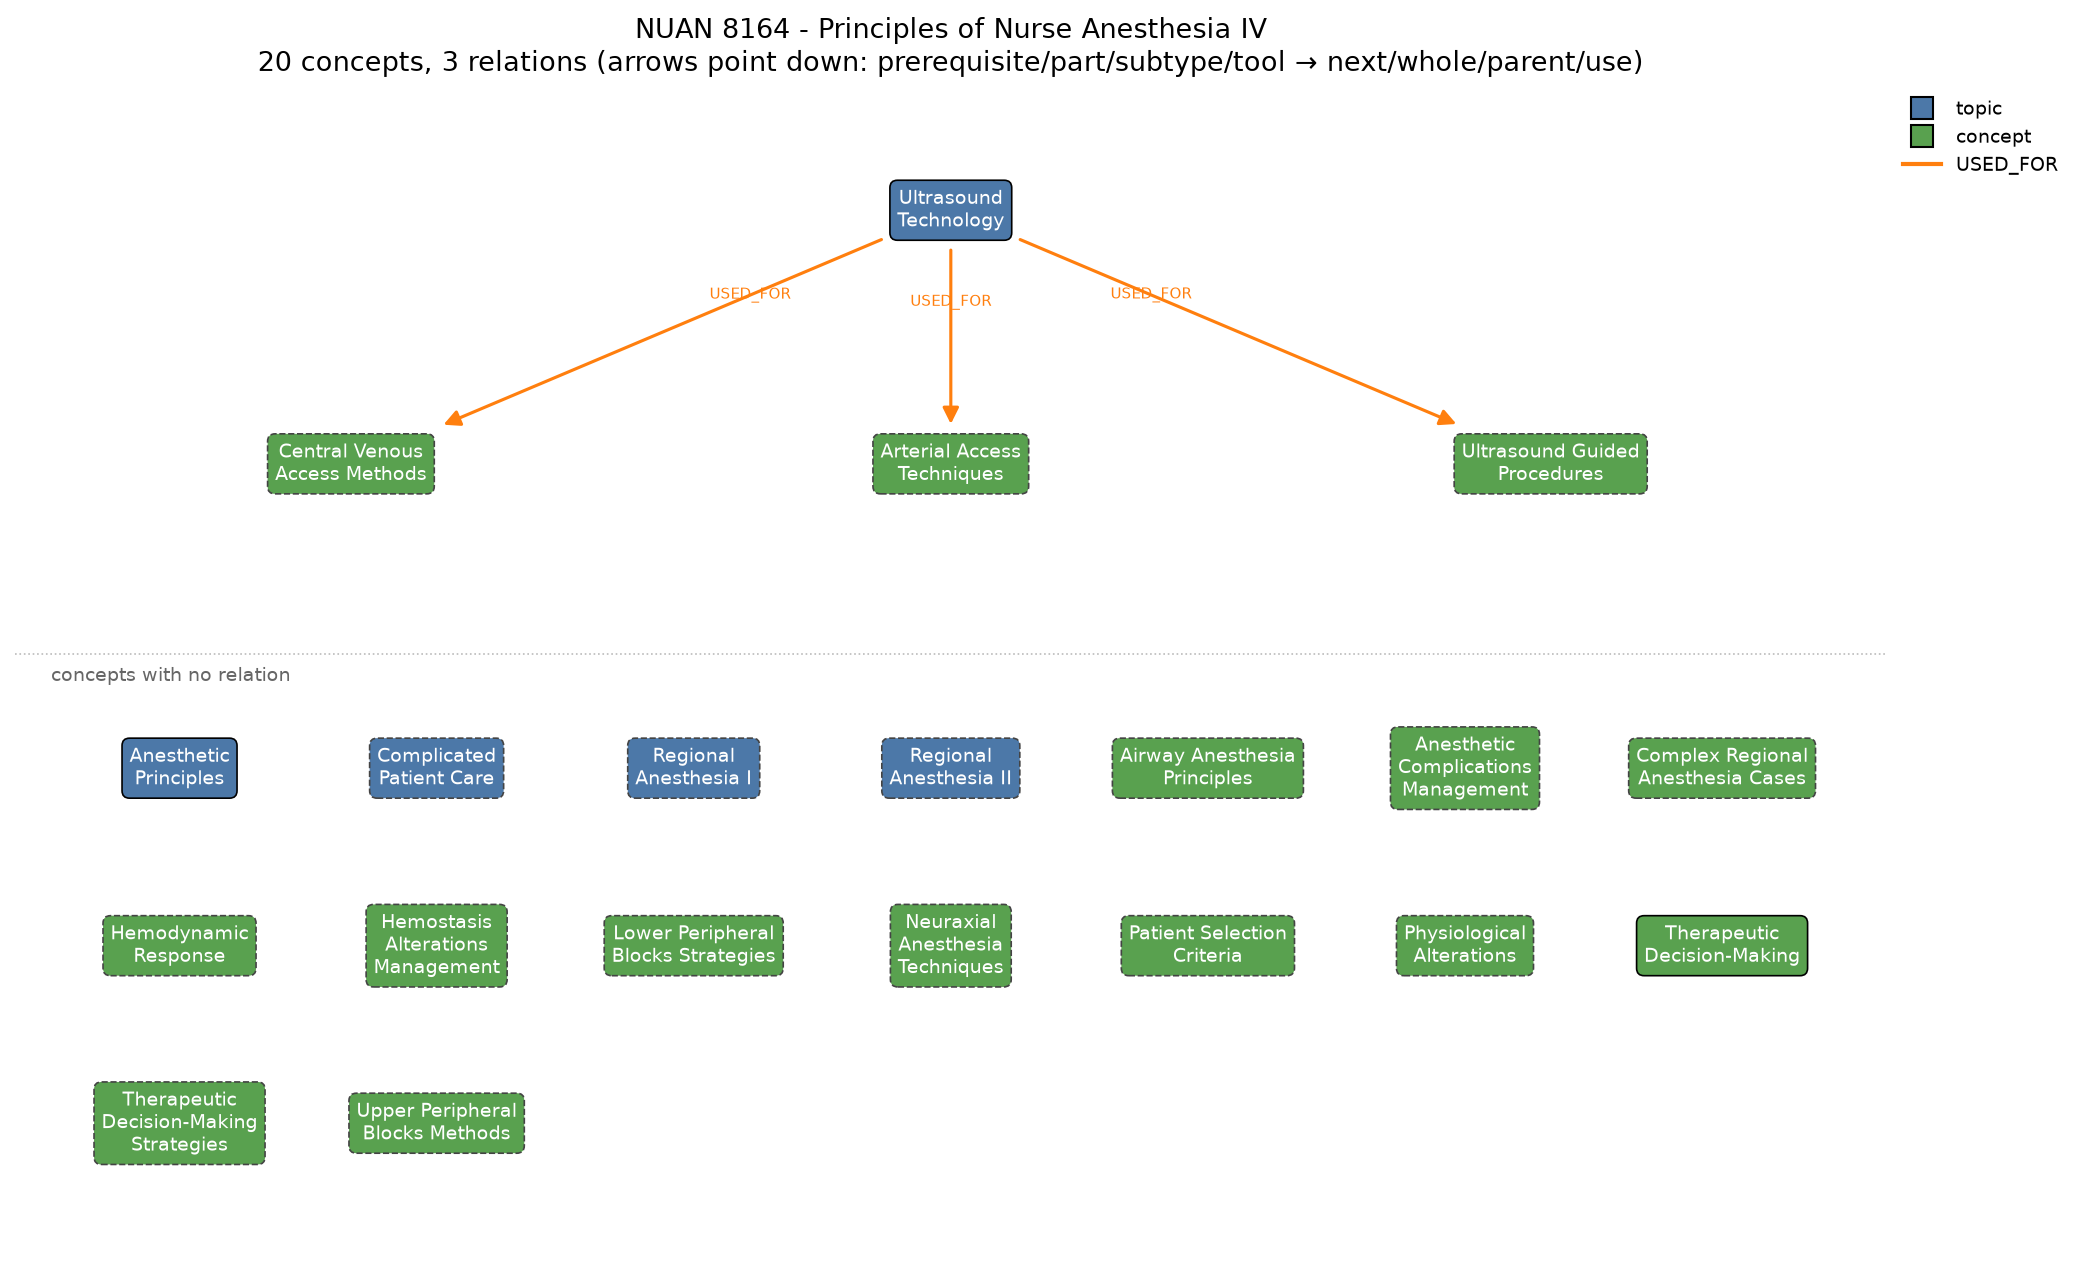 NUAN 8164 - Principles of Nurse Anesthesia IV
20 concepts, 3 relations (arrows point down: prerequisite/part/subtype/tool → next/whole/parent/use)
topic
concept
USED_FOR
Ultrasound
Technology
USED_FOR
USED_FOR
USED_FOR
Central Venous
Access Methods
Arterial Access
Techniques
Ultrasound Guided
Procedures
concepts with no relation
Anesthetic
Principles
Complicated
Patient Care
Regional
Anesthesia I
Regional
Anesthesia II
Airway Anesthesia
Principles
Anesthetic
Complications
Management
Complex Regional
Anesthesia Cases
Hemodynamic
Response
Hemostasis
Alterations
Management
Lower Peripheral
Blocks Strategies
Neuraxial
Anesthesia
Techniques
Patient Selection
Criteria
Physiological
Alterations
Therapeutic
Decision-Making
Therapeutic
Decision-Making
Strategies
Upper Peripheral
Blocks Methods